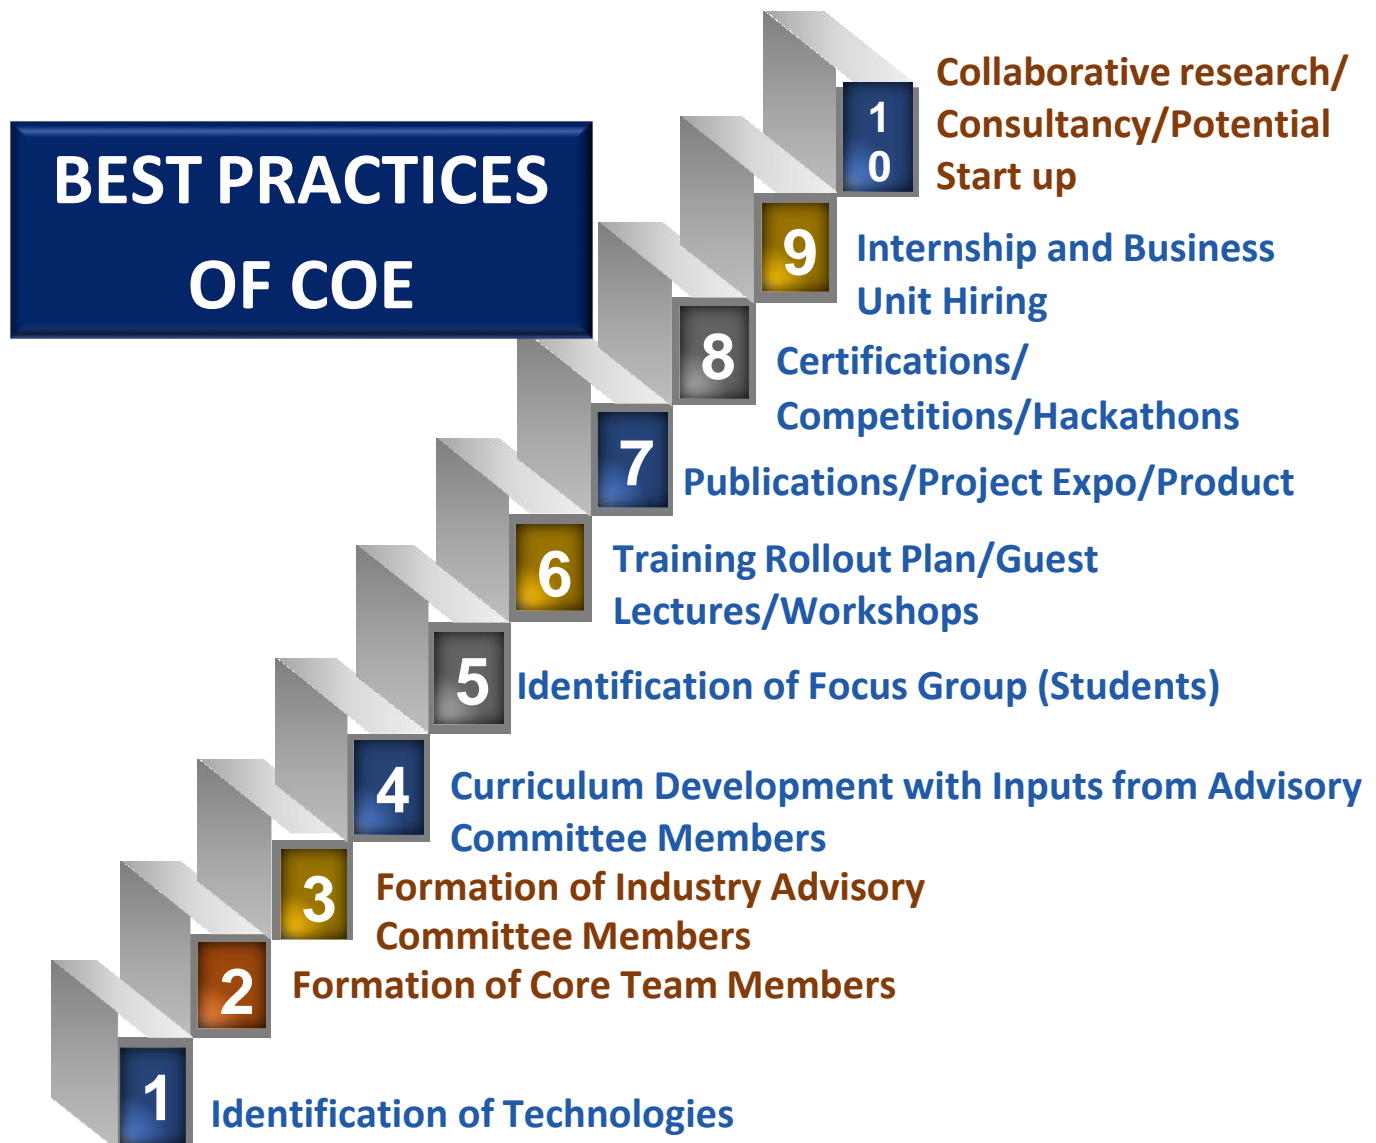 BEST PRACTICES
OF COE
1
0
Collaborative research/
Consultancy/Potential
Start up
9
Internship and Business
Unit Hiring
8
Certifications/
Competitions/Hackathons
7
Publications/Project Expo/Product
6
Training Rollout Plan/Guest
Lectures/Workshops
5
Identification of Focus Group (Students)
4
Curriculum Development with Inputs from Advisory
Committee Members
3
Formation of Industry Advisory
Committee Members
2
Formation of Core Team Members
1
Identification of Technologies